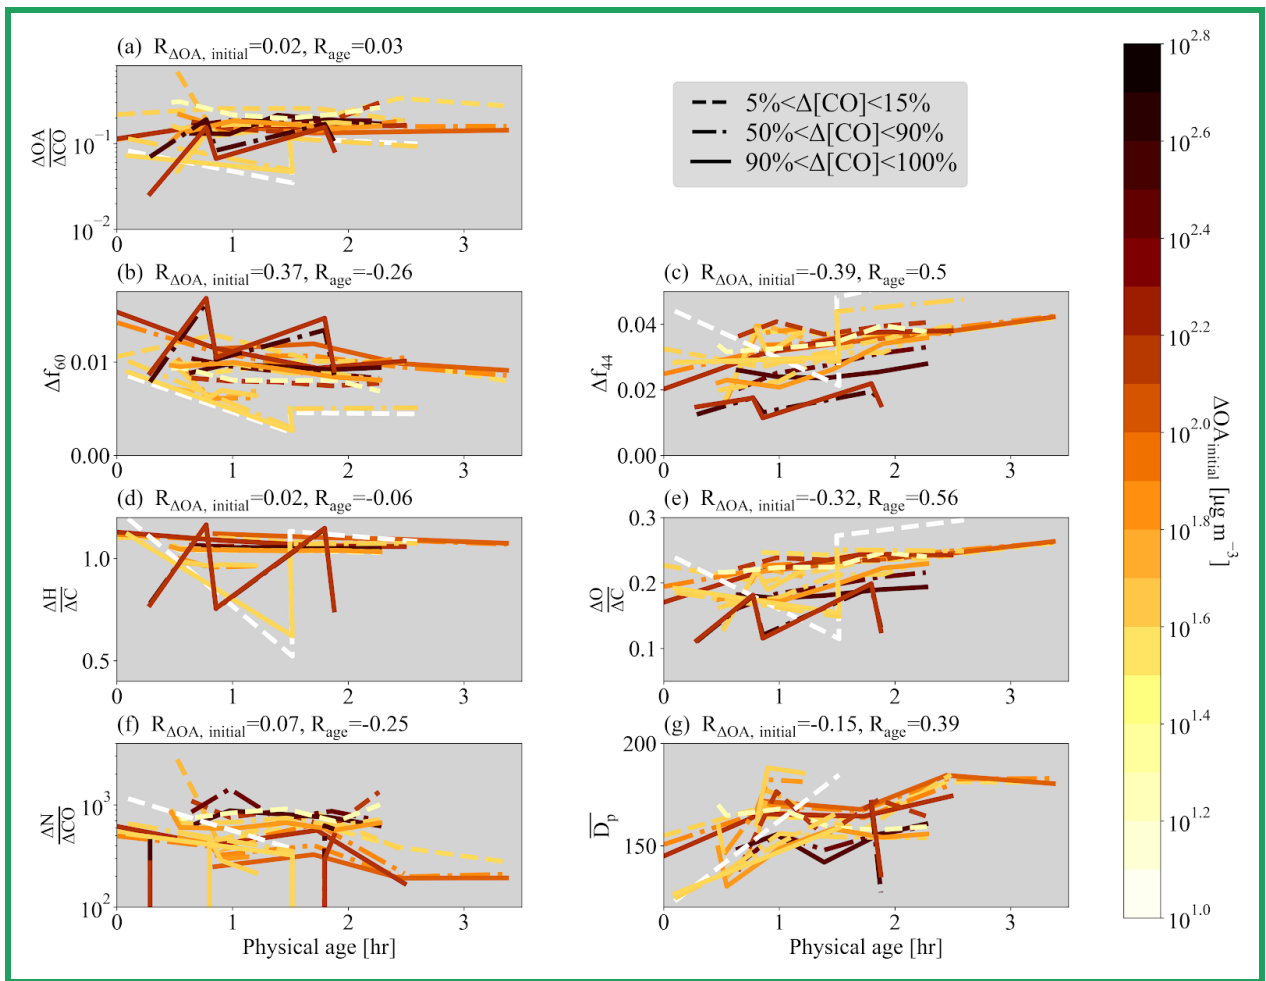 (a) R_ΔOA, initial=0.02, R_age=0.03
ΔOA/ΔCO
10⁻¹
10⁻²
0 1 2 3
5%<Δ[CO]<15%
50%<Δ[CO]<90%
90%<Δ[CO]<100%
(b) R_ΔOA, initial=0.37, R_age=-0.26
Δf₆₀
0.01
0.00
0 1 2 3
(c) R_ΔOA, initial=-0.39, R_age=0.5
Δf₄₄
0.04
0.02
0.00
0 1 2 3
(d) R_ΔOA, initial=0.02, R_age=-0.06
ΔH/ΔC
1.0
0.5
0 1 2 3
(e) R_ΔOA, initial=-0.32, R_age=0.56
ΔO/ΔC
0.3
0.2
0.1
0 1 2 3
(f) R_ΔOA, initial=0.07, R_age=-0.25
ΔN/ΔCO
10³
10²
0 1 2 3
Physical age [hr]
(g) R_ΔOA, initial=-0.15, R_age=0.39
D̅_p
200
150
0 1 2 3
Physical age [hr]
10^2.8
10^2.6
10^2.4
10^2.2
10^2.0
10^1.8
10^1.6
10^1.4
10^1.2
10^1.0
ΔOA_initial [μg m⁻³]